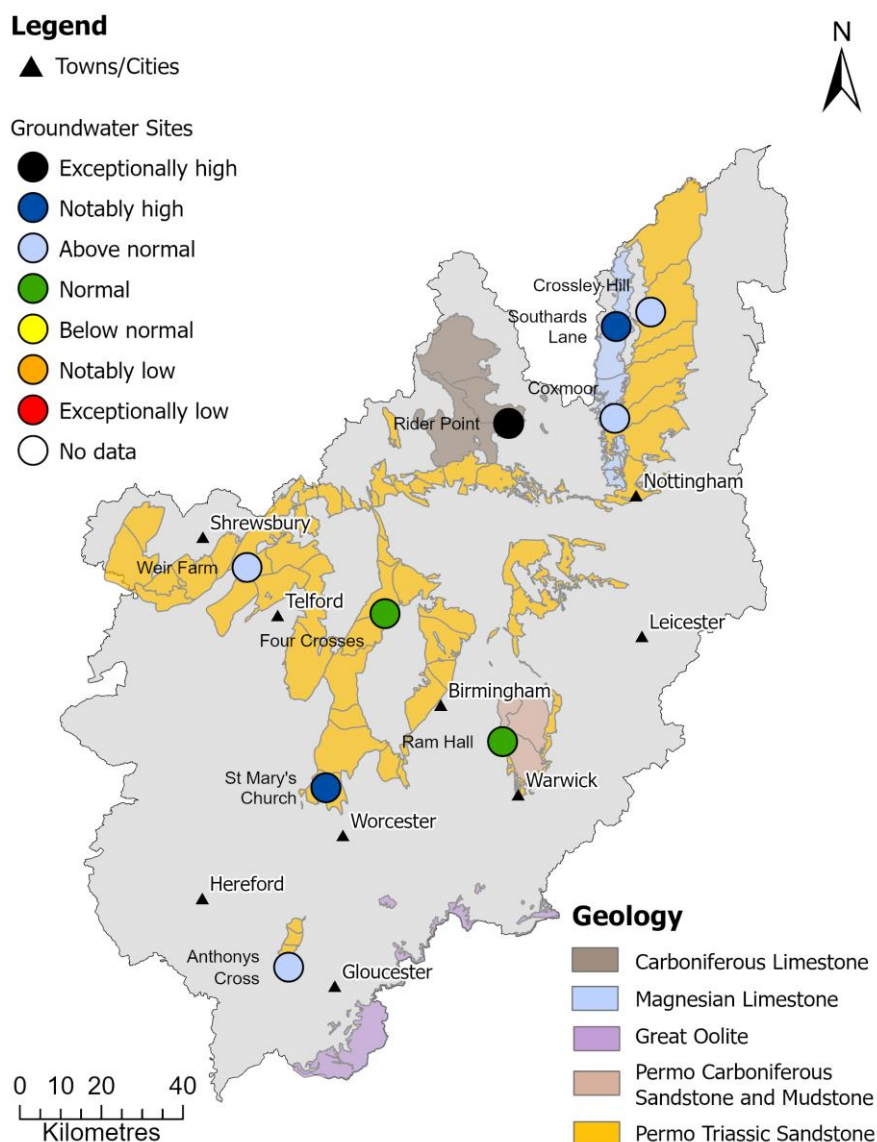 Legend
Towns/Cities
Groundwater Sites
Exceptionally high
Notably high
Above normal
Normal
Below normal
Notably low
Exceptionally low
No data
N
Crossley Hill
Southards
Lane
Coxmoor
Rider Point
Nottingham
Shrewsbury
Weir Farm
Telford
Four Crosses
Leicester
Birmingham
Ram Hall
St Mary's
Church
Warwick
Worcester
Hereford
Anthonys
Cross
Gloucester
0 10 20 40
Kilometres
Geology
Carboniferous Limestone
Magnesian Limestone
Great Oolite
Permo Carboniferous
Sandstone and Mudstone
Permo Triassic Sandstone